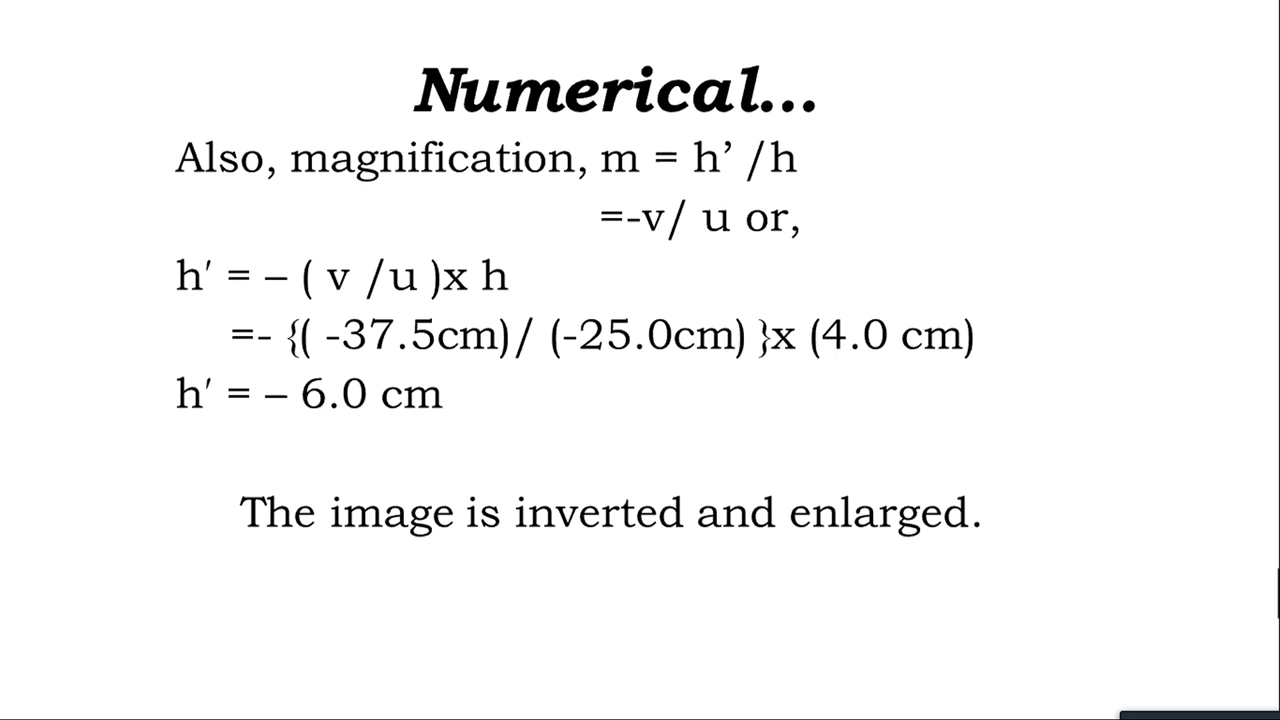 Numerical...
Also, magnification, m = h’ /h
=-v/ u or,
h′ = – ( v /u )x h
=- {( -37.5cm)/ (-25.0cm) }x (4.0 cm)
h′ = – 6.0 cm
The image is inverted and enlarged.